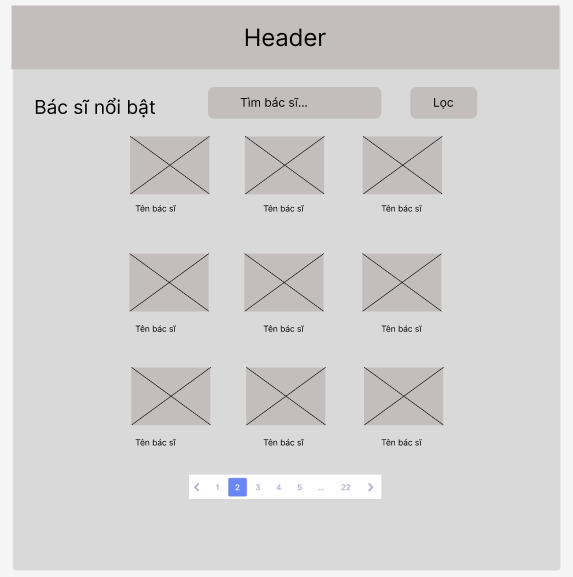 Header
Bác sĩ nổi bật
Tìm bác sĩ...
Lọc
Tên bác sĩ
Tên bác sĩ
Tên bác sĩ
Tên bác sĩ
Tên bác sĩ
Tên bác sĩ
Tên bác sĩ
Tên bác sĩ
Tên bác sĩ
1 2 3 4 5 ... 22